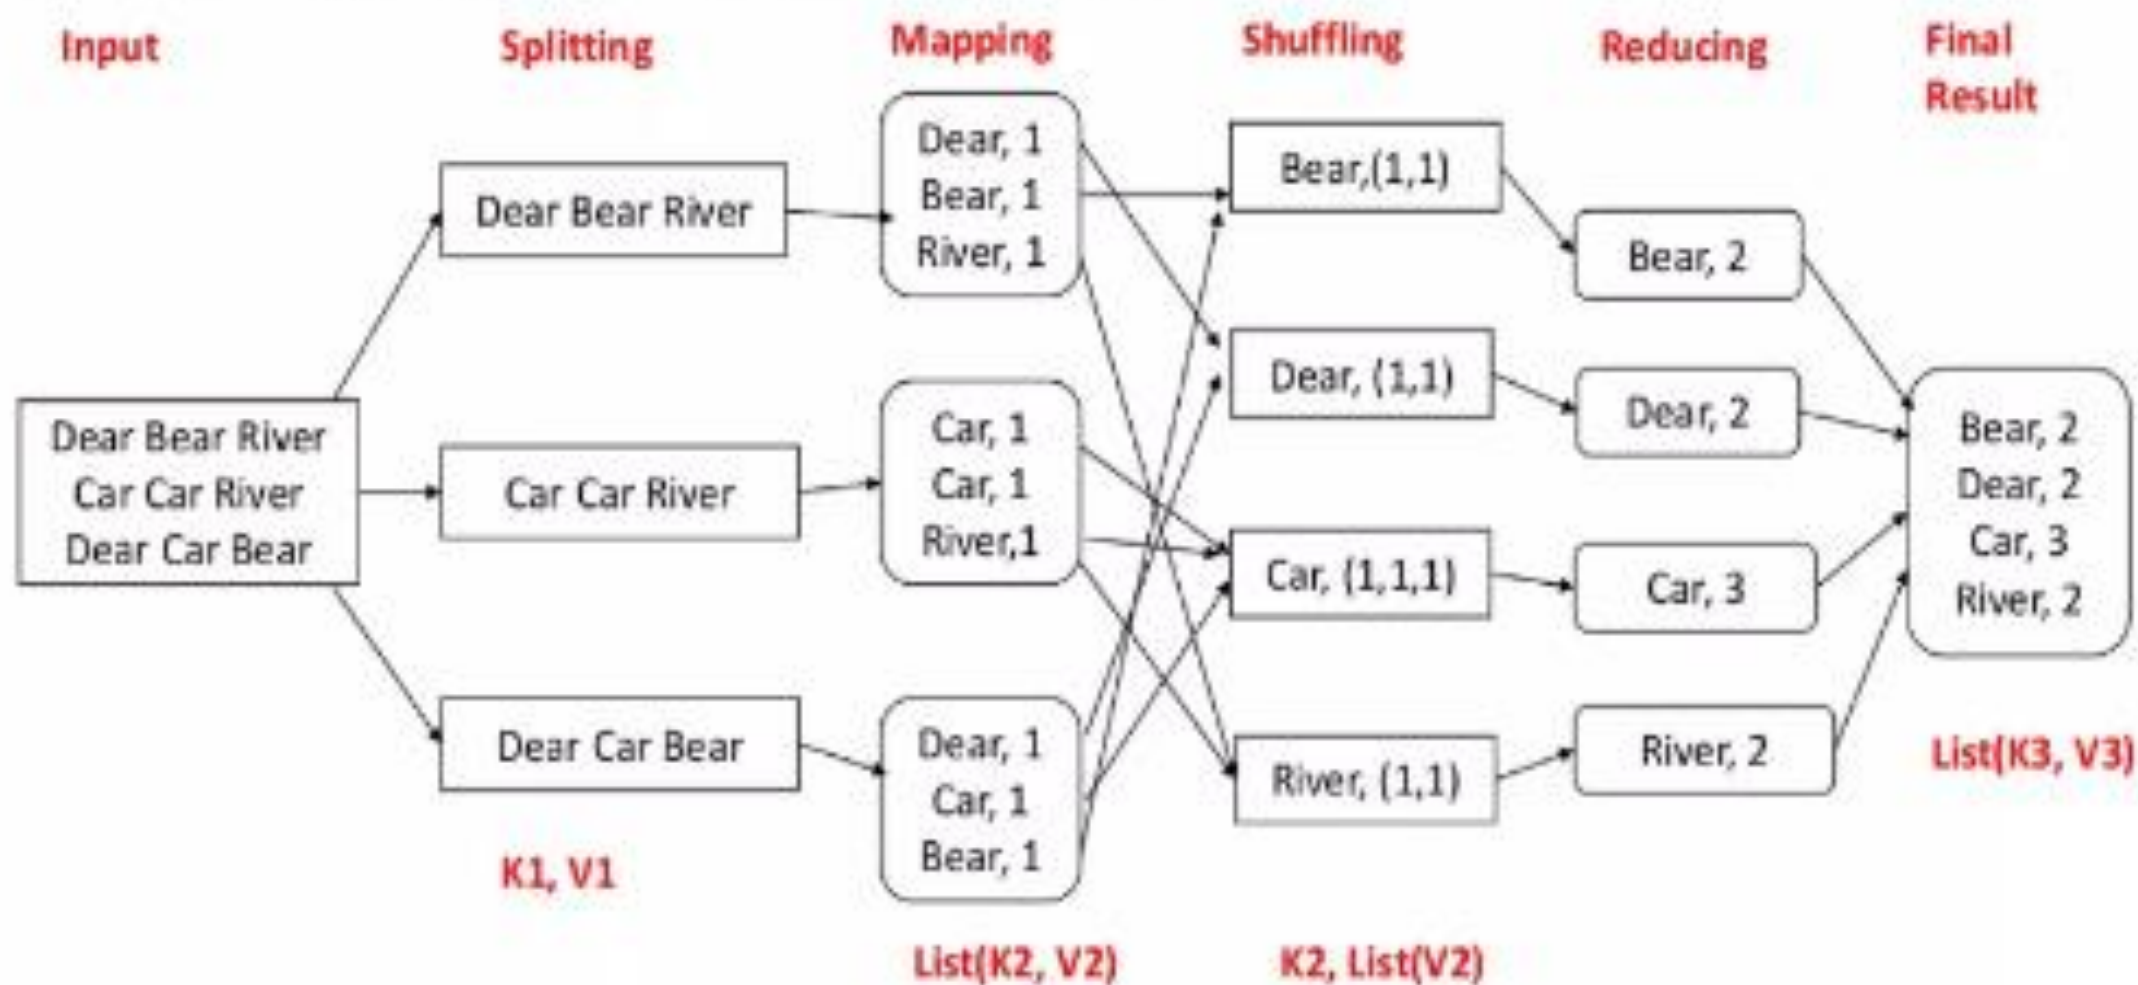 Input
Splitting
Mapping
Shuffling
Reducing
Final
Result
Dear Bear River
Car Car River
Dear Car Bear
Dear Bear River
Car Car River
Dear Car Bear
K1, V1
Dear, 1
Bear, 1
River, 1
Car, 1
Car, 1
River,1
Dear, 1
Car, 1
Bear, 1
List(K2, V2)
Bear,(1,1)
Dear, (1,1)
Car, (1,1,1)
River, (1,1)
K2, List(V2)
Bear, 2
Dear, 2
Car, 3
River, 2
Bear, 2
Dear, 2
Car, 3
River, 2
List(K3, V3)